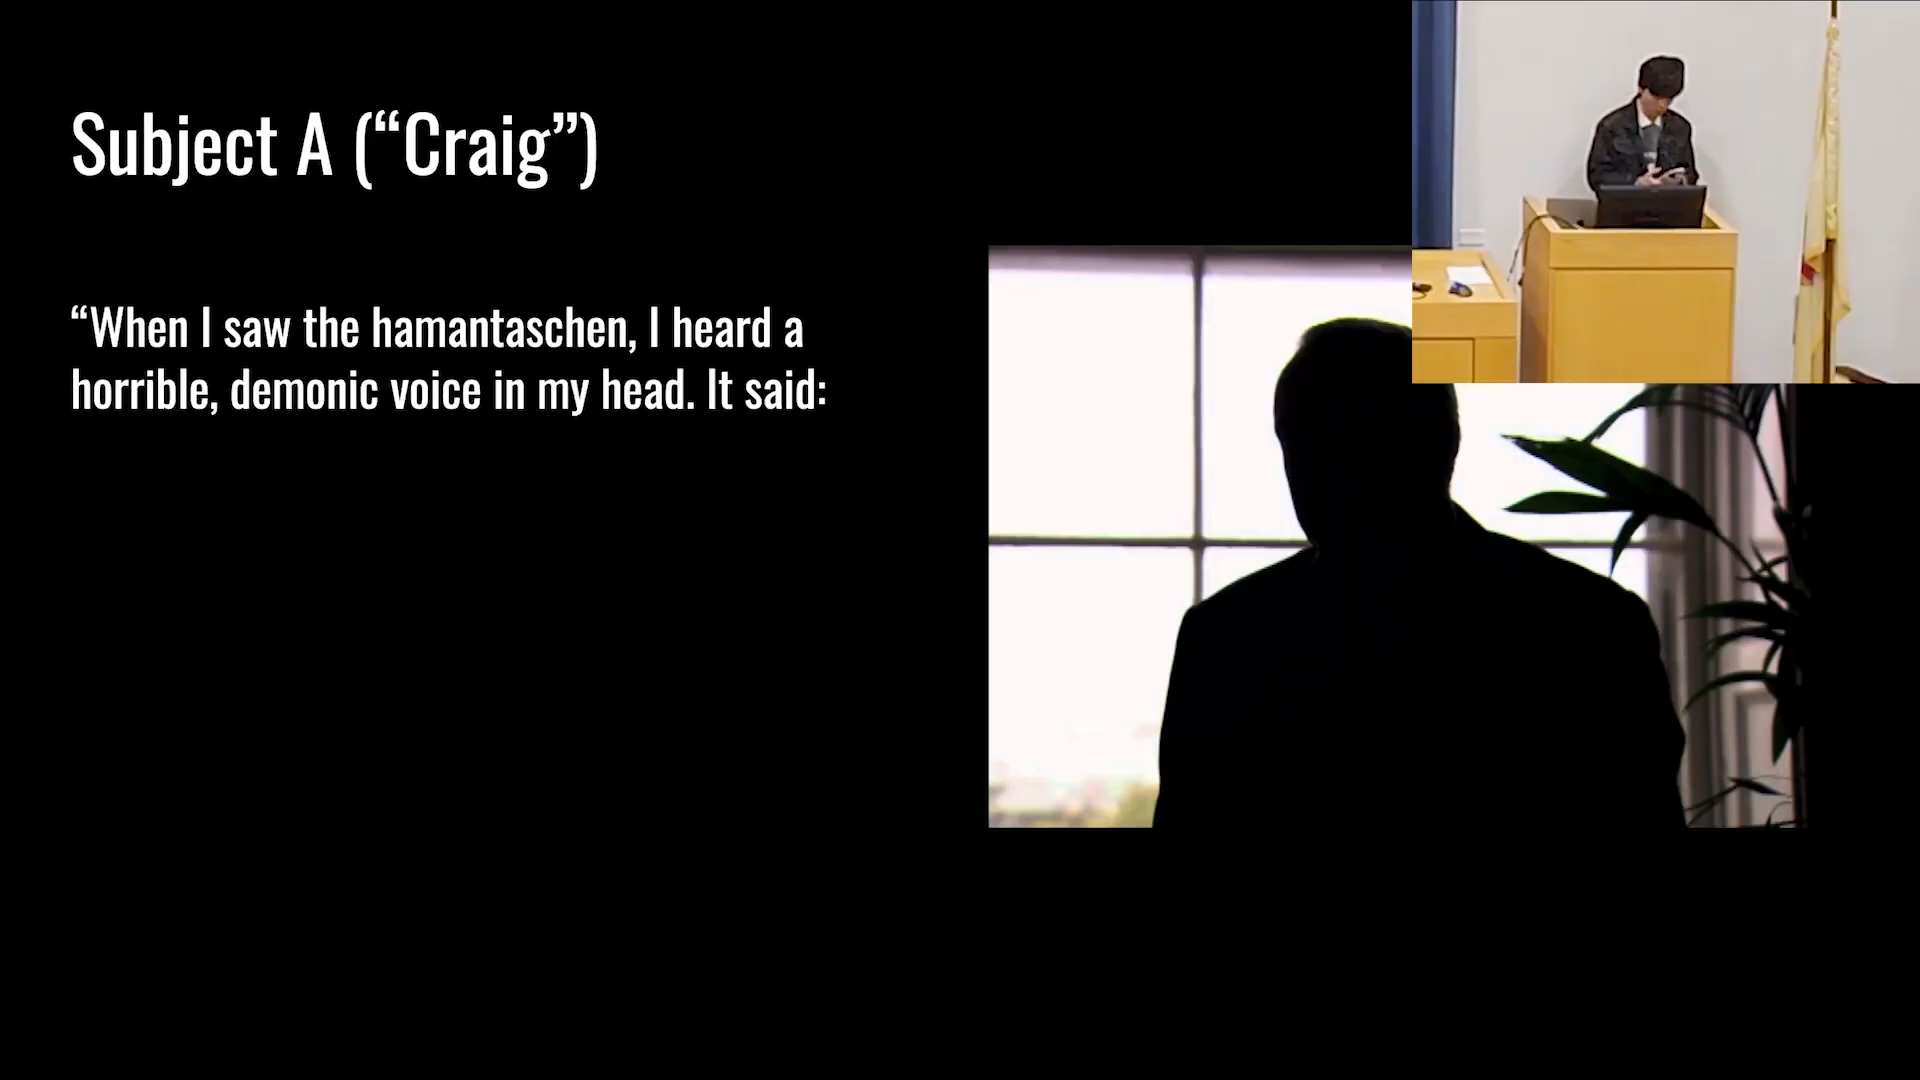 Subject A (“Craig”)
“When I saw the hamantaschen, I heard a
horrible, demonic voice in my head. It said: